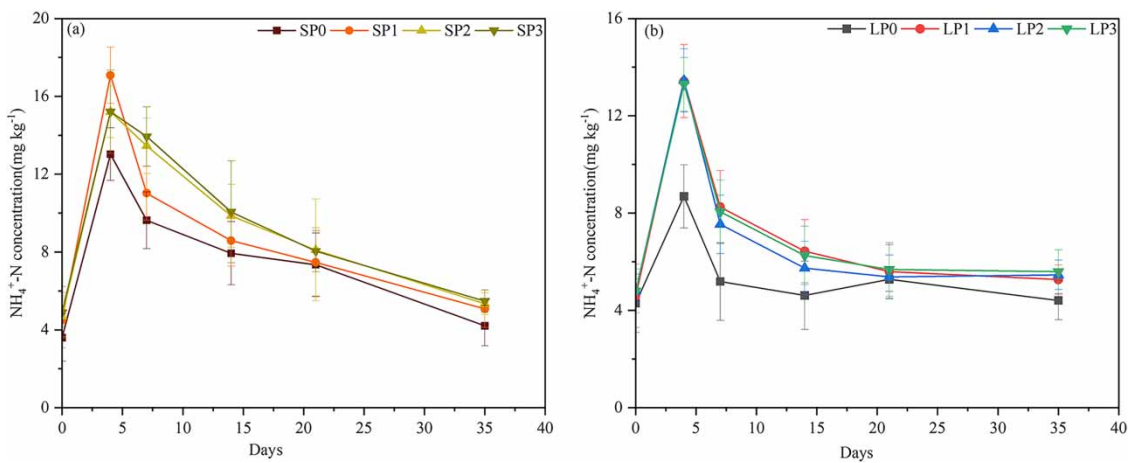 (a) SP0 SP1 SP2 SP3
NH₄⁺-N concentration(mg kg⁻¹)
20
16
12
8
4
0
0 5 10 15 20 25 30 35 40
Days
(b) LP0 LP1 LP2 LP3
NH₄⁺-N concentration(mg kg⁻¹)
16
12
8
4
0
0 5 10 15 20 25 30 35 40
Days